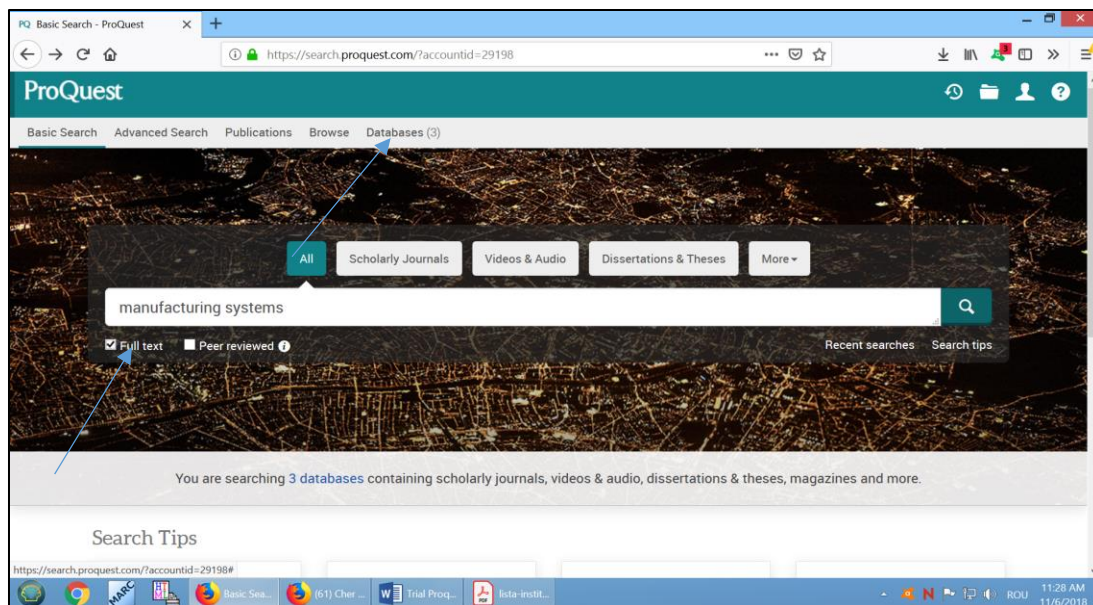 PQ Basic Search - ProQuest
https://search.proquest.com/?accountid=29198
3
ProQuest
Basic Search Advanced Search Publications Browse Databases (3)
All Scholarly Journals Videos & Audio Dissertations & Theses More
manufacturing systems
Full text Peer reviewed Recent searches Search tips
You are searching 3 databases containing scholarly journals, videos & audio, dissertations & theses, magazines and more.
Search Tips
https://search.proquest.com/?accountid=29198#
MARC Basic Sea... (61) Cher ... Trial Proq... lista-instit... ROU 11:28 AM
11/6/2018